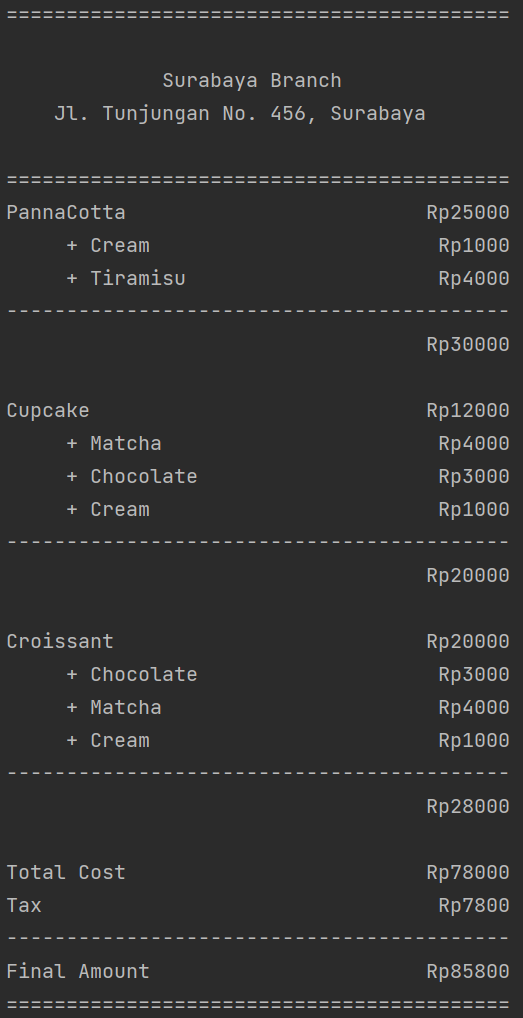 ==========================================
Surabaya Branch
Jl. Tunjungan No. 456, Surabaya
==========================================
PannaCotta Rp25000
+ Cream Rp1000
+ Tiramisu Rp4000
------------------------------------------
Rp30000
Cupcake Rp12000
+ Matcha Rp4000
+ Chocolate Rp3000
+ Cream Rp1000
------------------------------------------
Rp20000
Croissant Rp20000
+ Chocolate Rp3000
+ Matcha Rp4000
+ Cream Rp1000
------------------------------------------
Rp28000
Total Cost Rp78000
Tax Rp7800
------------------------------------------
Final Amount Rp85800
==========================================